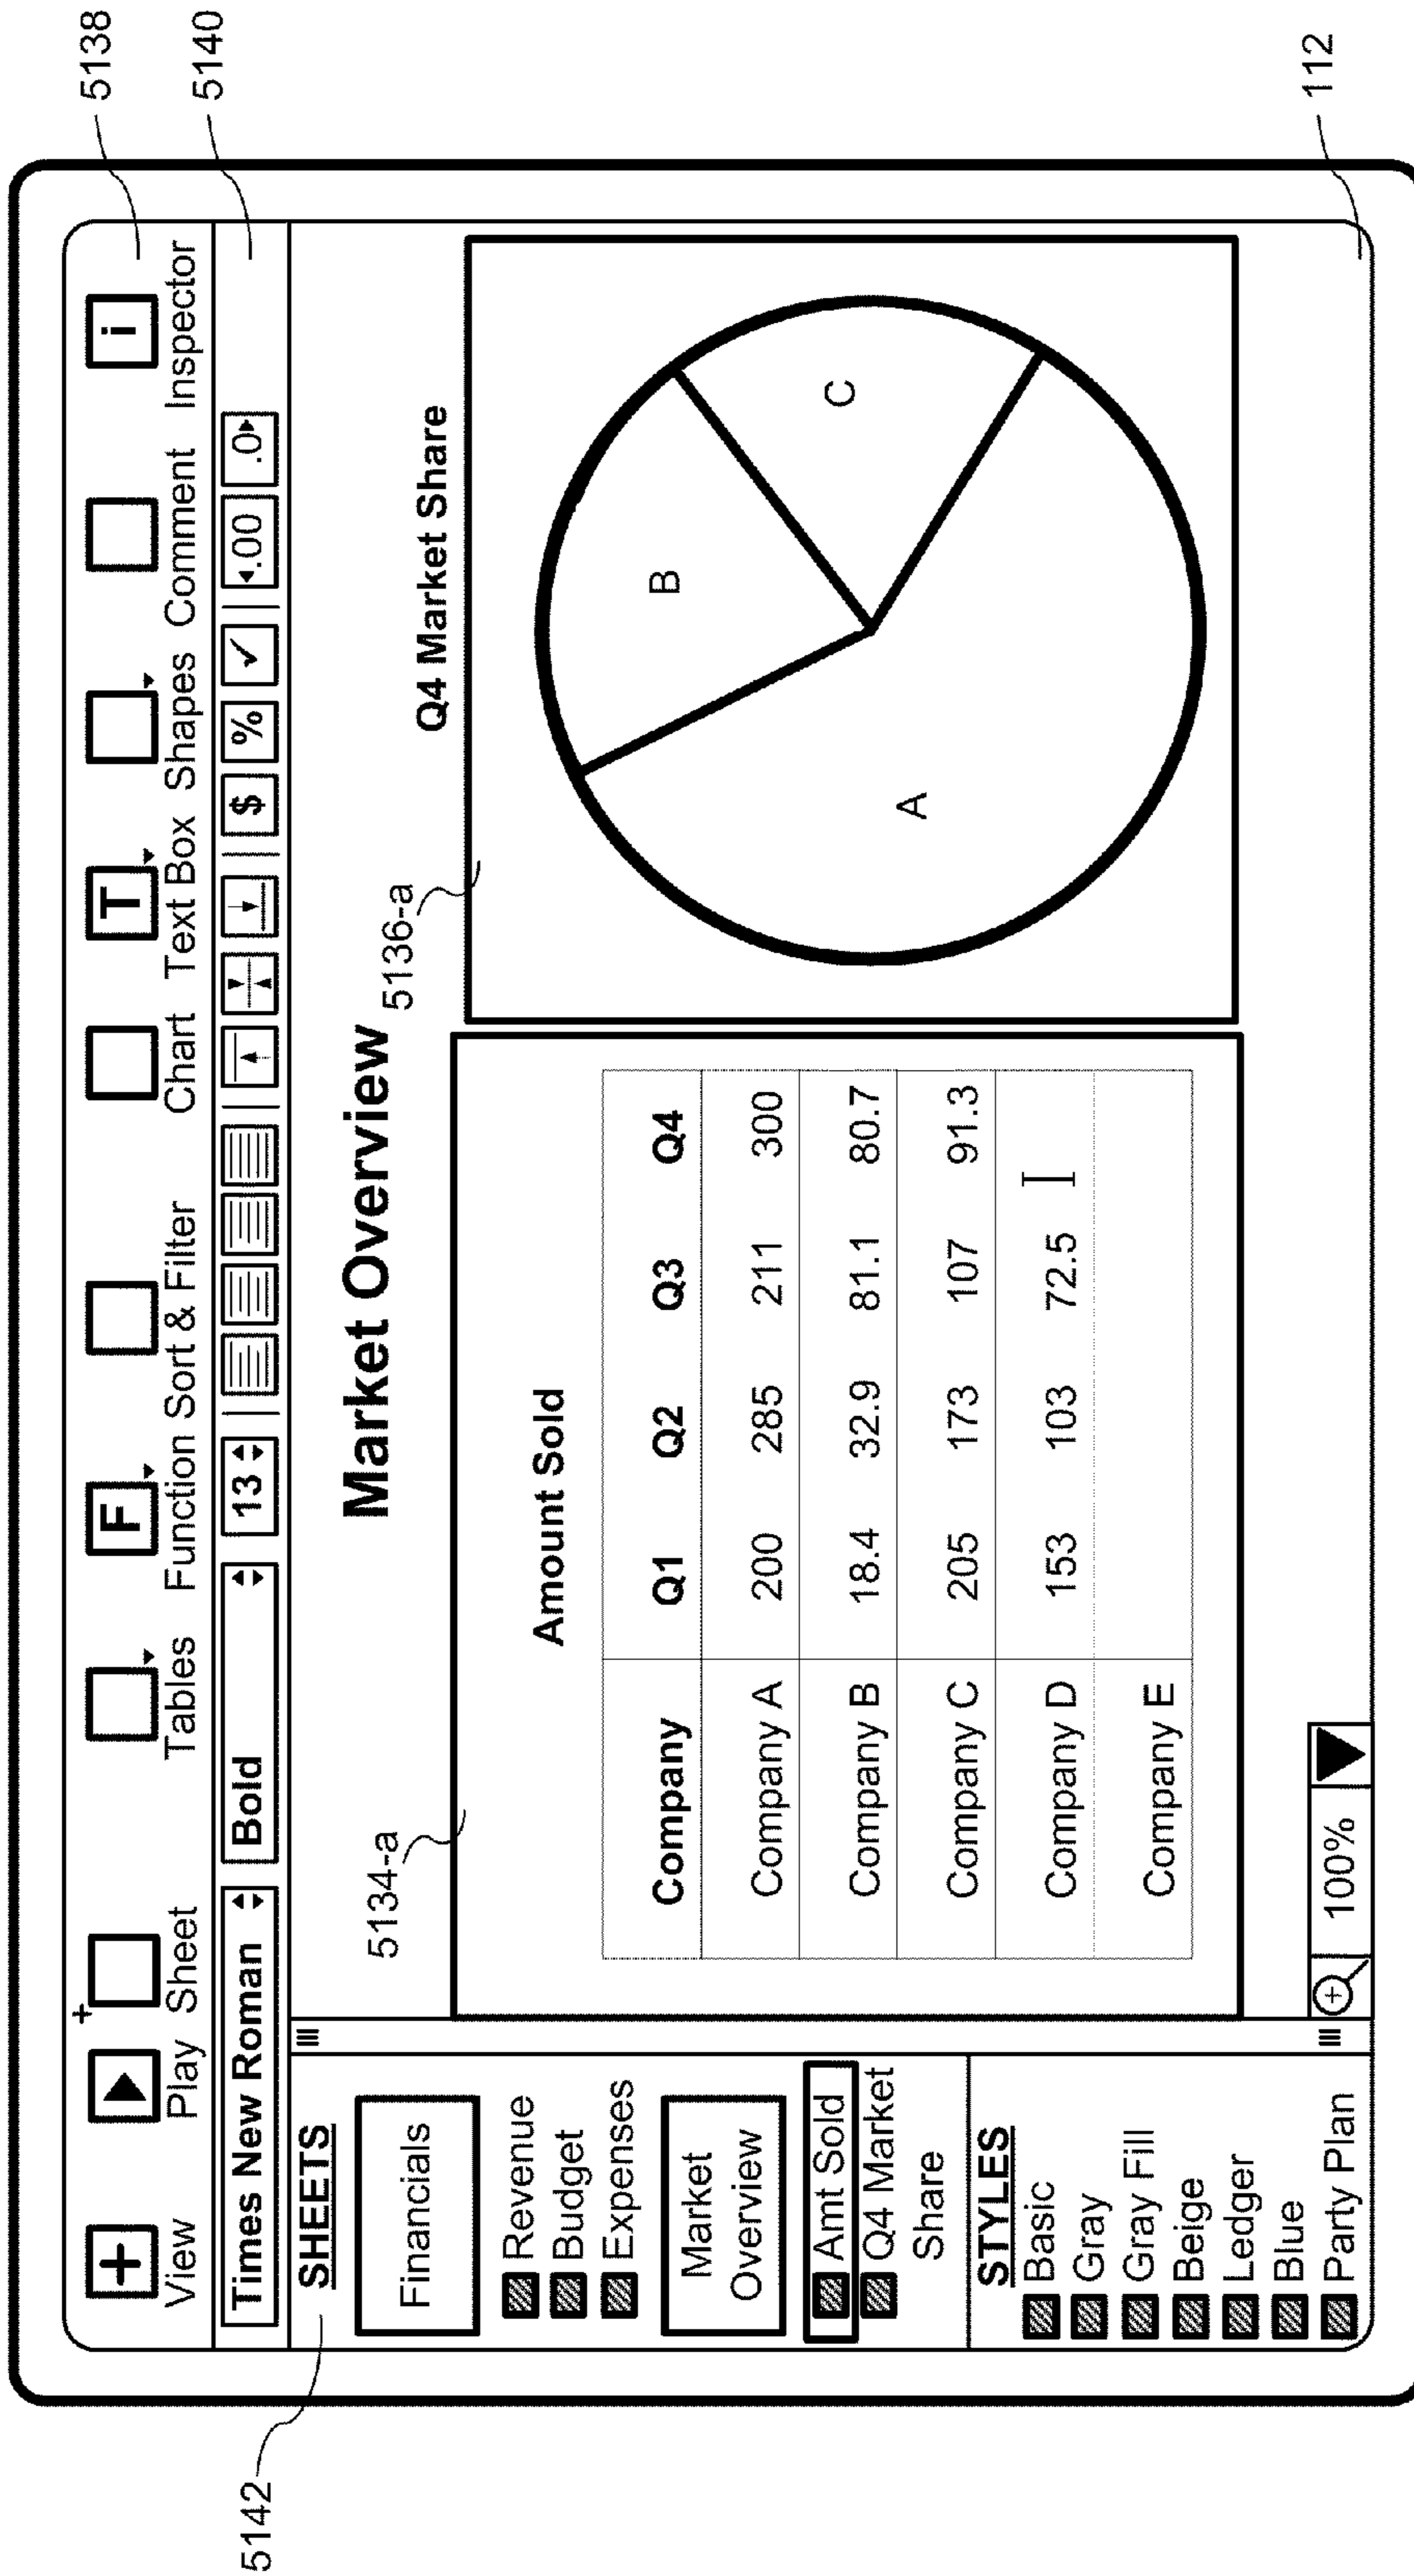 5138
5140
View Play Sheet Tables Function Sort & Filter Chart Text Box Shapes Comment Inspector
+ F T i
Times New Roman Bold 13 $ % ✓ .00 .0
5142
SHEETS
Financials
Revenue
Budget
Expenses
Market
Overview
Amt Sold
Q4 Market
Share
STYLES
Basic
Gray
Gray Fill
Beige
Ledger
Blue
Party Plan
Market Overview
5134-a
Amount Sold
Company Q1 Q2 Q3 Q4
Company A 200 285 211 300
Company B 18.4 32.9 81.1 80.7
Company C 205 173 107 91.3
Company D 153 103 72.5
Company E
5136-a
Q4 Market Share
A
B
C
100%
112